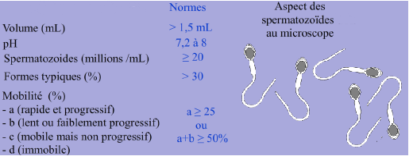 Normes
Aspect des
spermatozoïdes
au microscope
Volume (mL) > 1,5 mL
pH 7,2 à 8
Spermatozoides (millions /mL) ≥ 20
Formes typiques (%) > 30
Mobilité (%)
- a (rapide et progressif) a ≥ 25
- b (lent ou faiblement progressif) ou
- c (mobile mais non progressif) a+b ≥ 50%
- d (immobile)